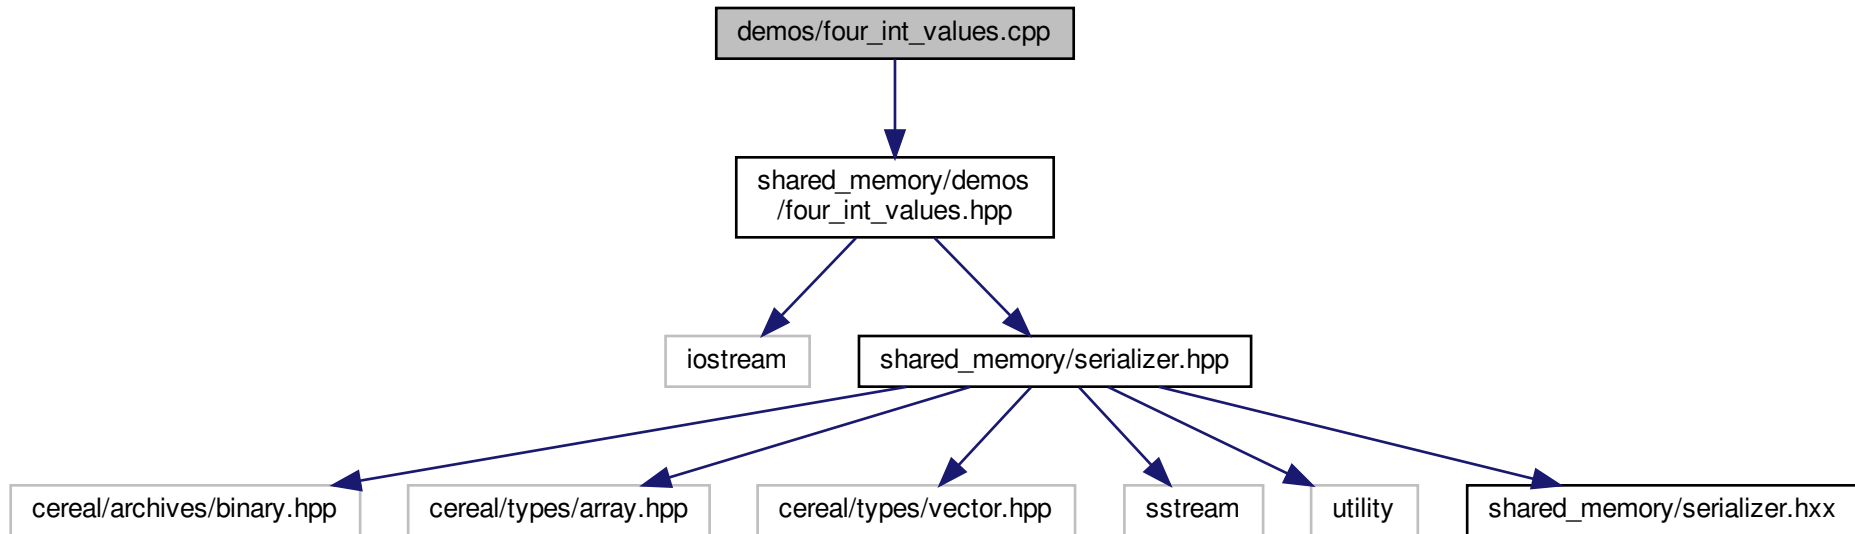 demos/four_int_values.cpp
shared_memory/demos
/four_int_values.hpp
iostream
shared_memory/serializer.hpp
cereal/archives/binary.hpp
cereal/types/array.hpp
cereal/types/vector.hpp
sstream
utility
shared_memory/serializer.hxx